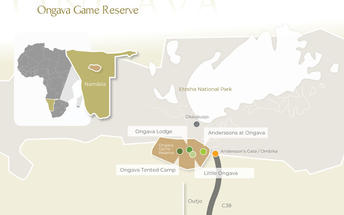 Ongava Game Reserve
Namibia
Etosha National Park
Okaukuejo
Ongava Lodge
Anderssons at Ongava
Ongava
Game
Reserve
Andersson's Gate / Ombika
Ongava Tented Camp
Little Ongava
Outjo
C38